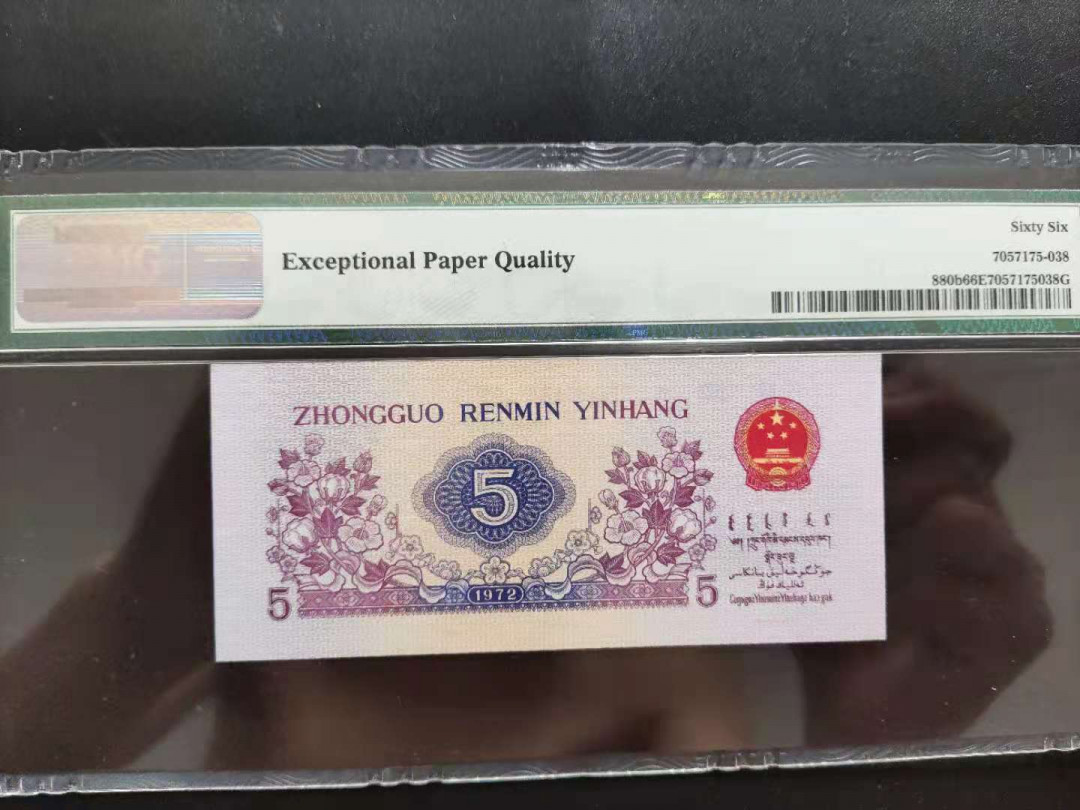 Sixty Six
Exceptional Paper Quality
7057175-038
880b66E7057175038G
ZHONGGUO RENMIN YINHANG
5
5
1972
5